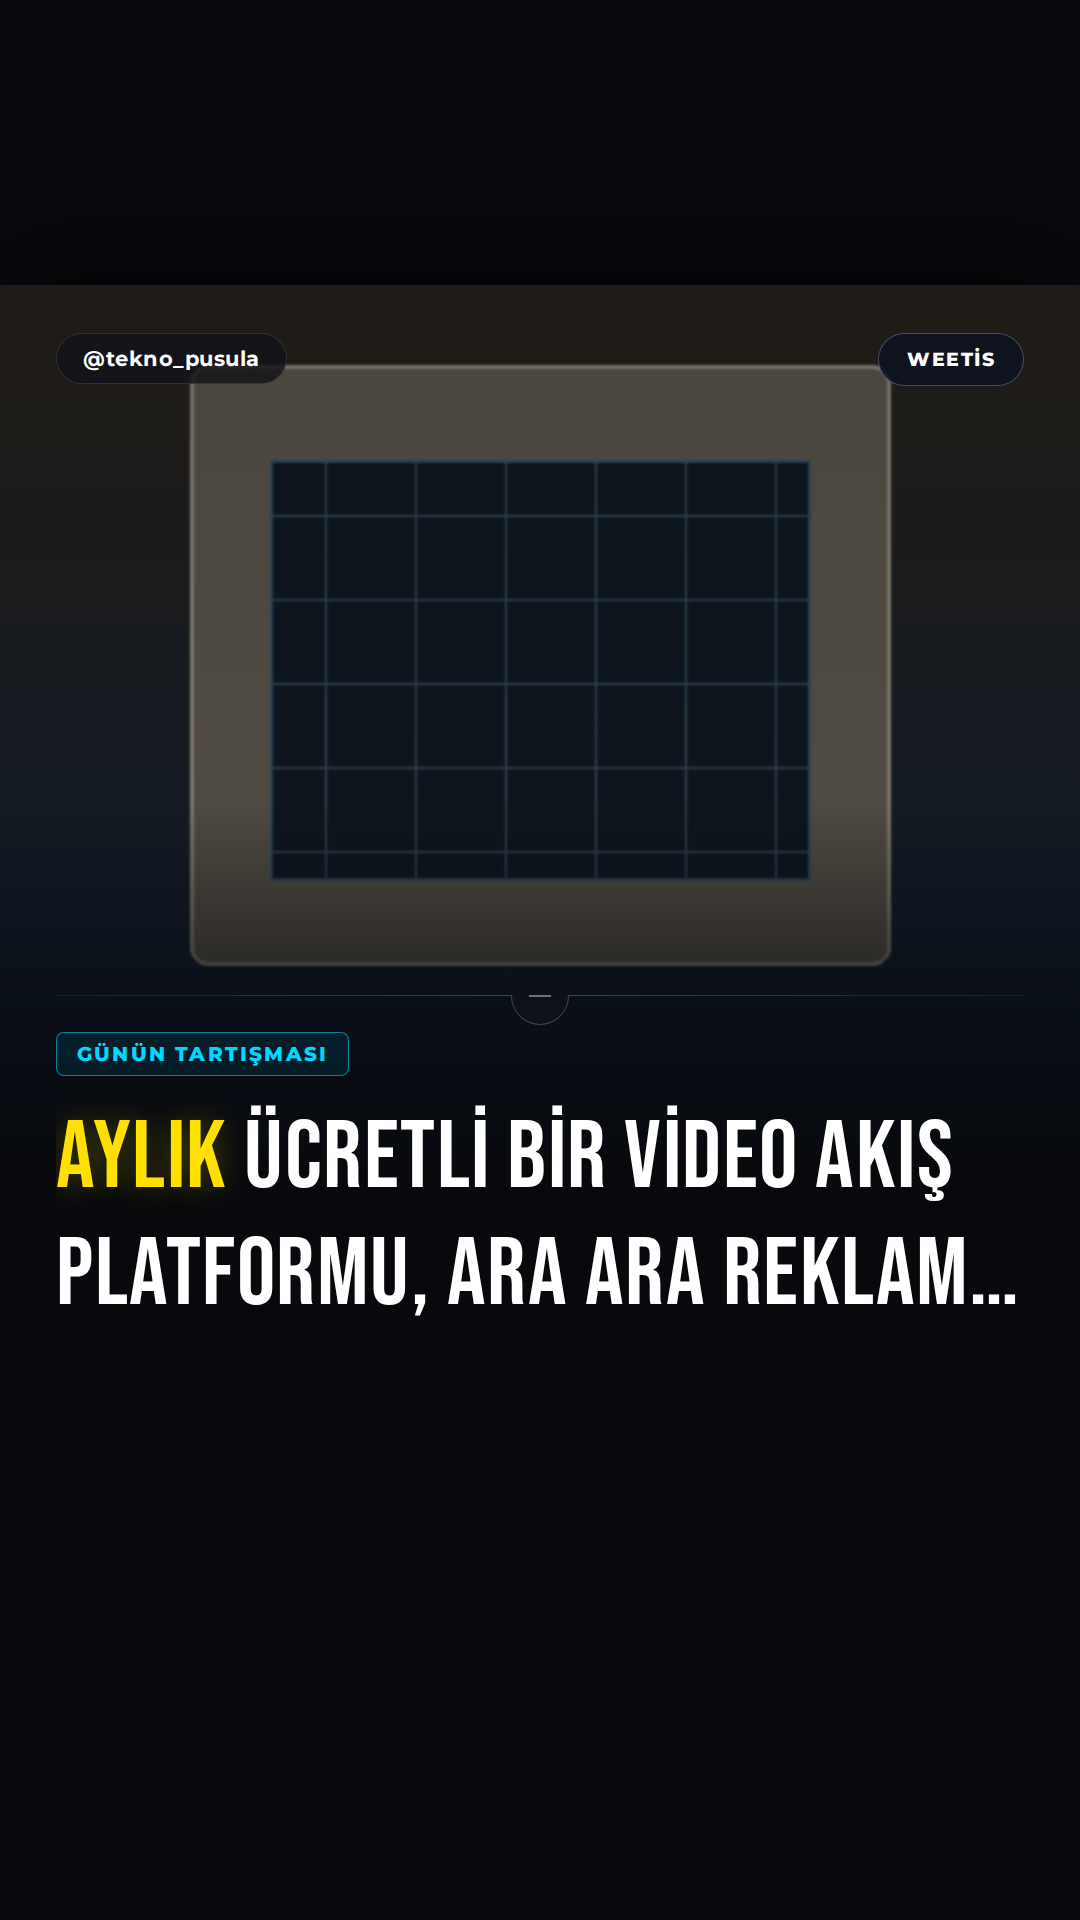 @tekno_pusula
WEETİS
GÜNÜN TARTIŞMASI
AYLIK ÜCRETLİ BİR VİDEO AKIŞ
PLATFORMU, ARA ARA REKLAM...